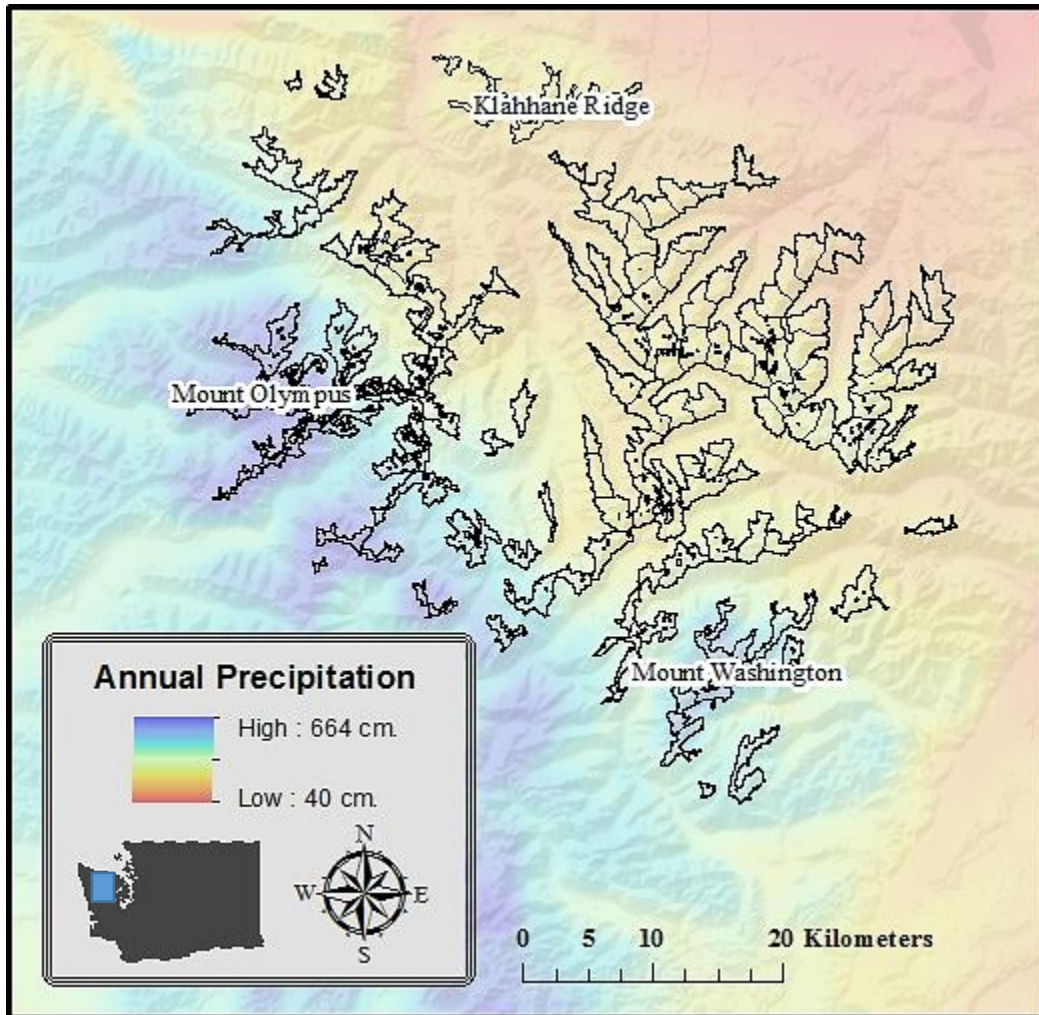 Klahhane Ridge
Mount Olympus
Mount Washington
Annual Precipitation
High : 664 cm.
Low : 40 cm.
N
W E
S
0 5 10 20 Kilometers